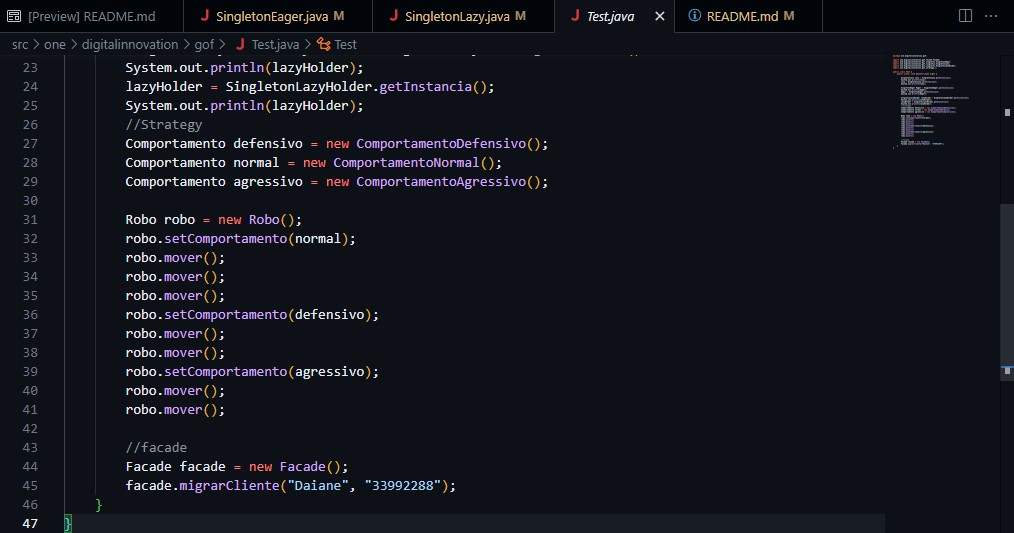 [Preview] README.md
SingletonEager.java M
SingletonLazy.java M
Test.java
README.md M
src > one > digitalinnovation > gof > Test.java > Test
23 System.out.println(lazyHolder);
24 lazyHolder = SingletonLazyHolder.getInstancia();
25 System.out.println(lazyHolder);
26 //Strategy
27 Comportamento defensivo = new ComportamentoDefensivo();
28 Comportamento normal = new ComportamentoNormal();
29 Comportamento agressivo = new ComportamentoAgressivo();
30
31 Robo robo = new Robo();
32 robo.setComportamento(normal);
33 robo.mover();
34 robo.mover();
35 robo.mover();
36 robo.setComportamento(defensivo);
37 robo.mover();
38 robo.mover();
39 robo.setComportamento(agressivo);
40 robo.mover();
41 robo.mover();
42
43 //facade
44 Facade facade = new Facade();
45 facade.migrarCliente("Daiane", "33992288");
46 }
47 }